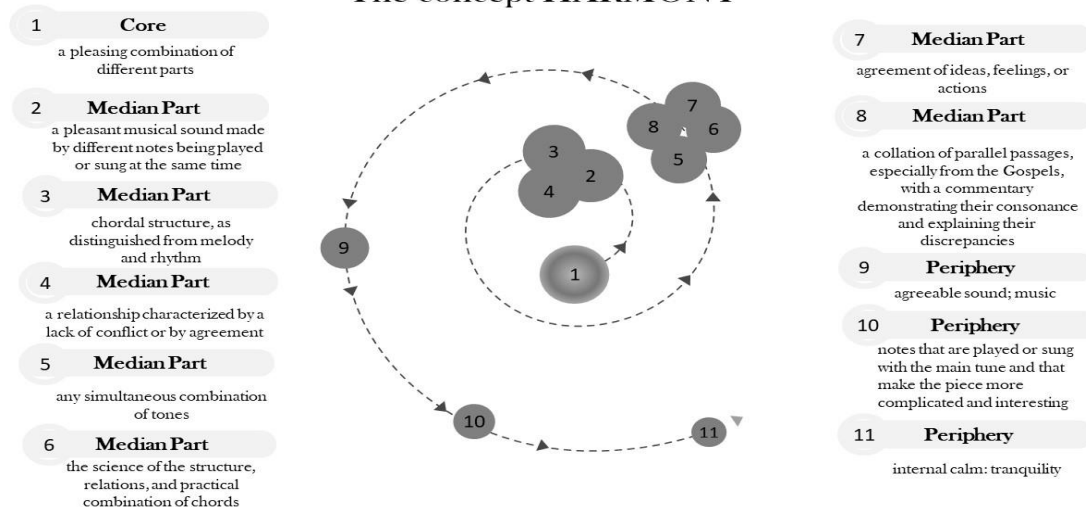 The concept HARMONY
1 Core
a pleasing combination of
different parts
2 Median Part
a pleasant musical sound made
by different notes being played
or sung at the same time
3 Median Part
chordal structure, as
distinguished from melody
and rhythm
4 Median Part
a relationship characterized by a
lack of conflict or by agreement
5 Median Part
any simultaneous combination
of tones
6 Median Part
the science of the structure,
relations, and practical
combination of chords
3
4
2
1
7
8
6
5
9
10
11
7 Median Part
agreement of ideas, feelings, or
actions
8 Median Part
a collation of parallel passages,
especially from the Gospels,
with a commentary
demonstrating their consonance
and explaining their
discrepancies
9 Periphery
agreeable sound; music
10 Periphery
notes that are played or sung
with the main tune and that
make the piece more
complicated and interesting
11 Periphery
internal calm: tranquility